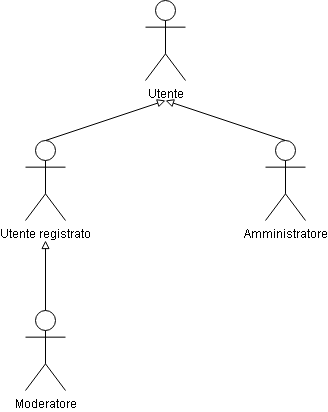 Utente
Utente registrato
Amministratore
Moderatore